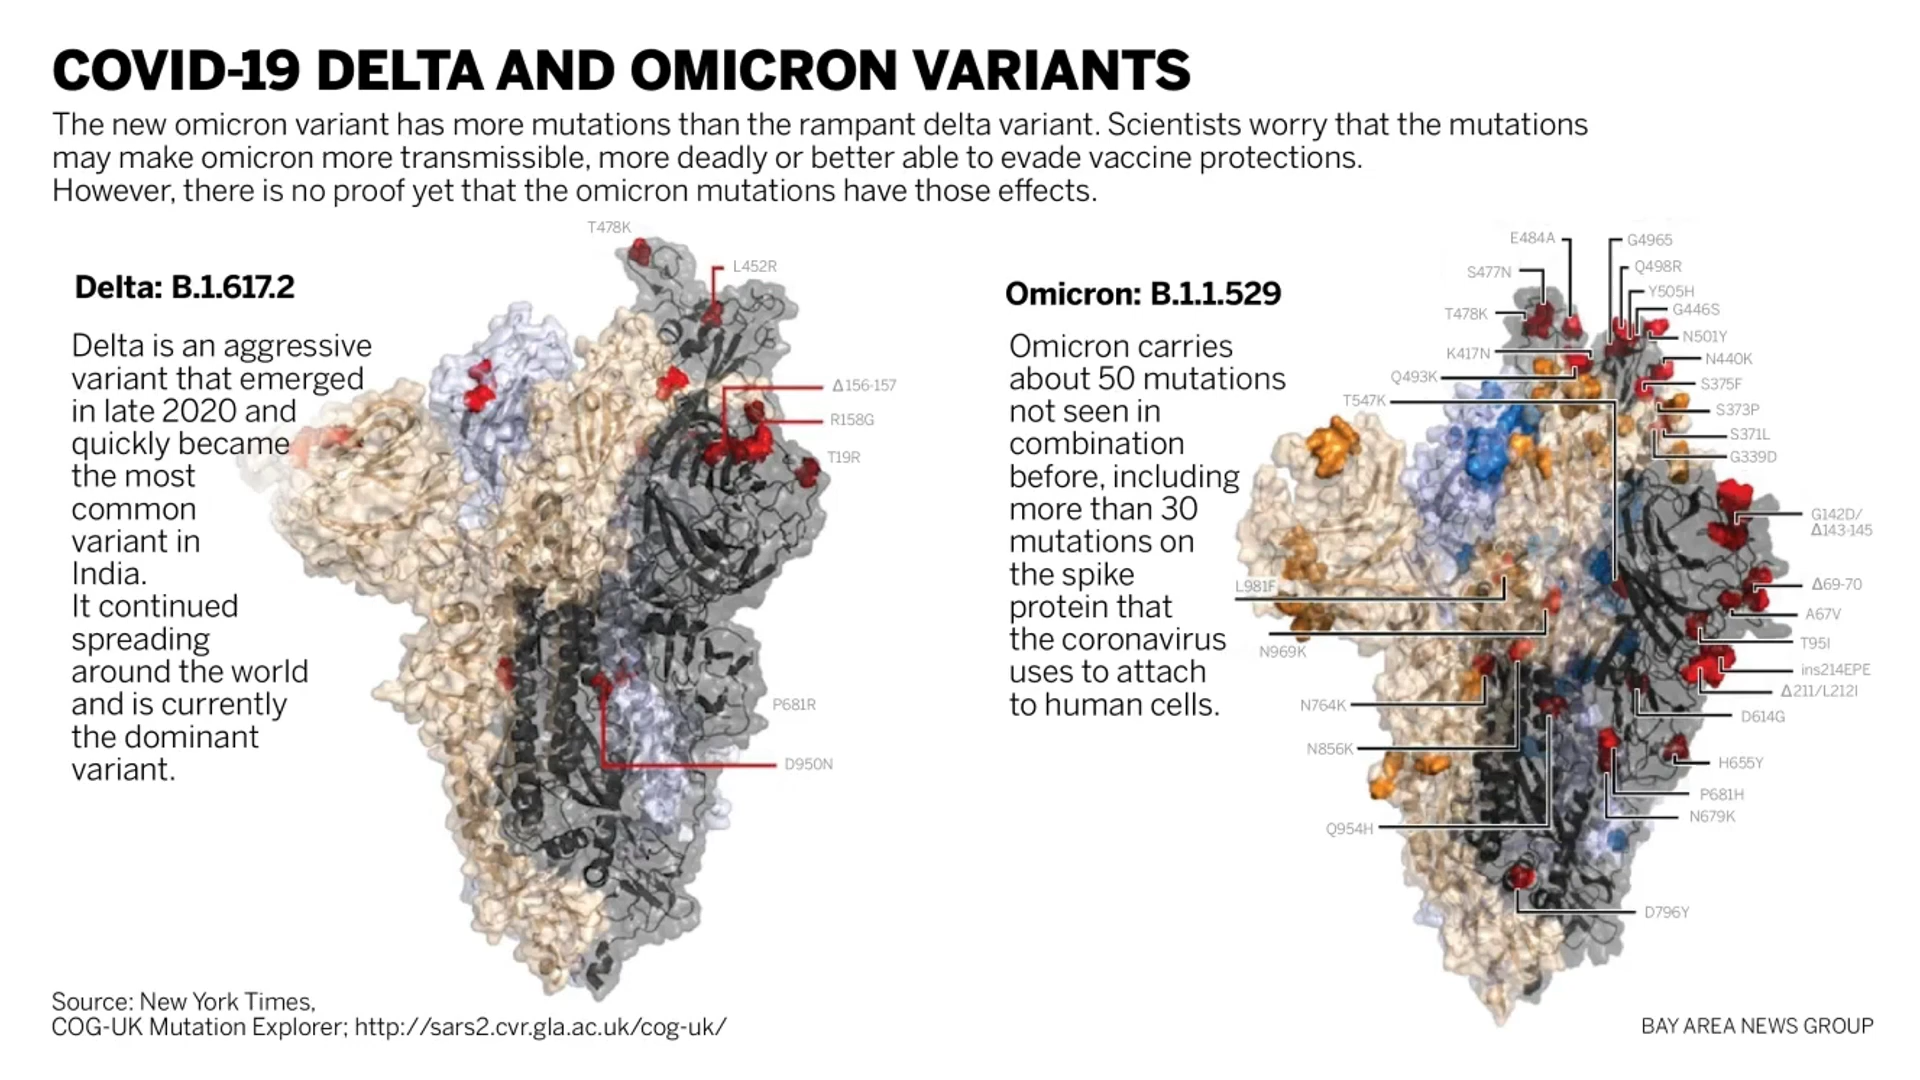 COVID-19 DELTA AND OMICRON VARIANTS
The new omicron variant has more mutations than the rampant delta variant. Scientists worry that the mutations
may make omicron more transmissible, more deadly or better able to evade vaccine protections.
However, there is no proof yet that the omicron mutations have those effects.
Delta: B.1.617.2
Delta is an aggressive
variant that emerged
in late 2020 and
quickly became
the most
common
variant in
India.
It continued
spreading
around the world
and is currently
the dominant
variant.
T478K
L452R
Δ156-157
R158G
T19R
P681R
D950N
Omicron: B.1.1.529
Omicron carries
about 50 mutations
not seen in
combination
before, including
more than 30
mutations on
the spike
protein that
the coronavirus
uses to attach
to human cells.
E484A
S477N
T478K
K417N
Q493K
T547K
L981F
N969K
N764K
N856K
Q954H
G4965
Q498R
Y505H
G446S
N501Y
N440K
S375F
S373P
S371L
G339D
G142D/
Δ143-145
Δ69-70
A67V
T95I
ins214EPE
Δ211/L212I
D614G
H655Y
P681H
N679K
D796Y
Source: New York Times,
COG-UK Mutation Explorer; http://sars2.cvr.gla.ac.uk/cog-uk/
BAY AREA NEWS GROUP